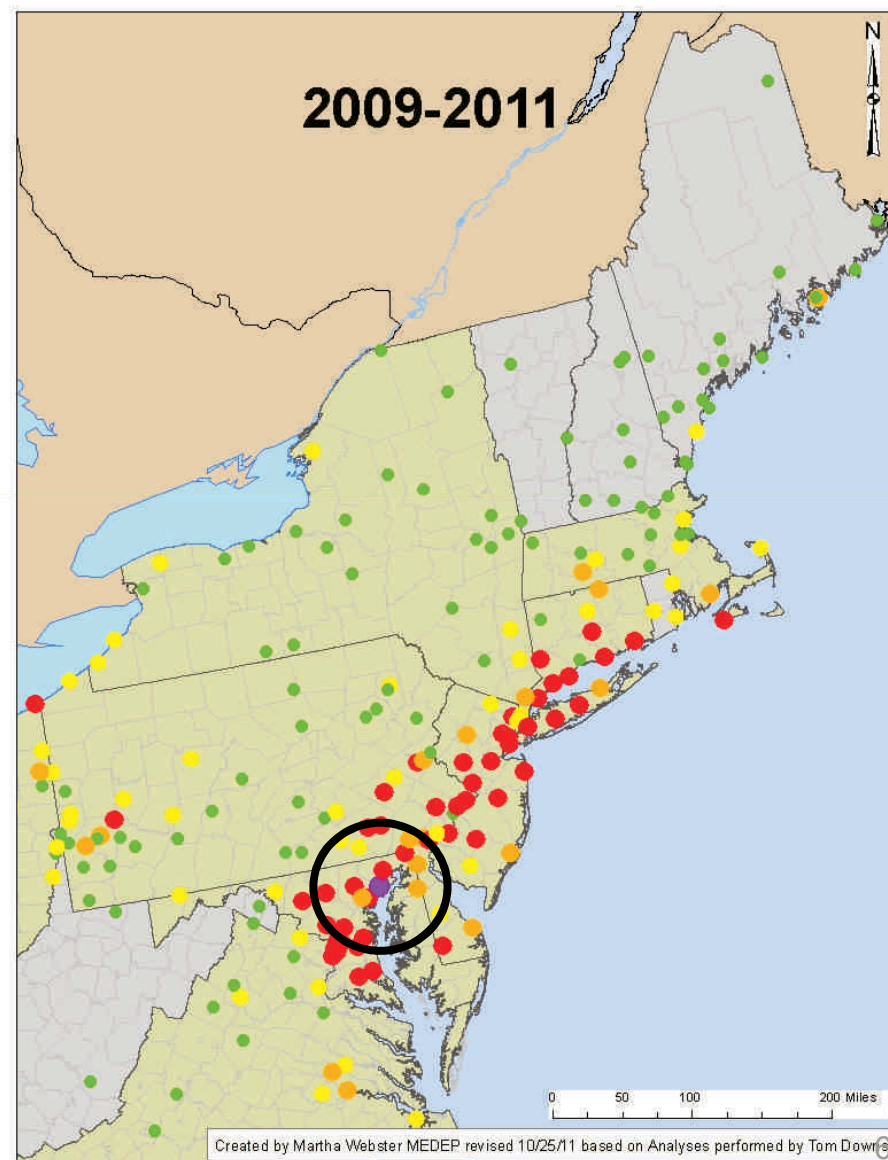 N
2009-2011
0 50 100 200 Miles
Created by Martha Webster MEDEP revised 10/25/11 based on Analyses performed by Tom